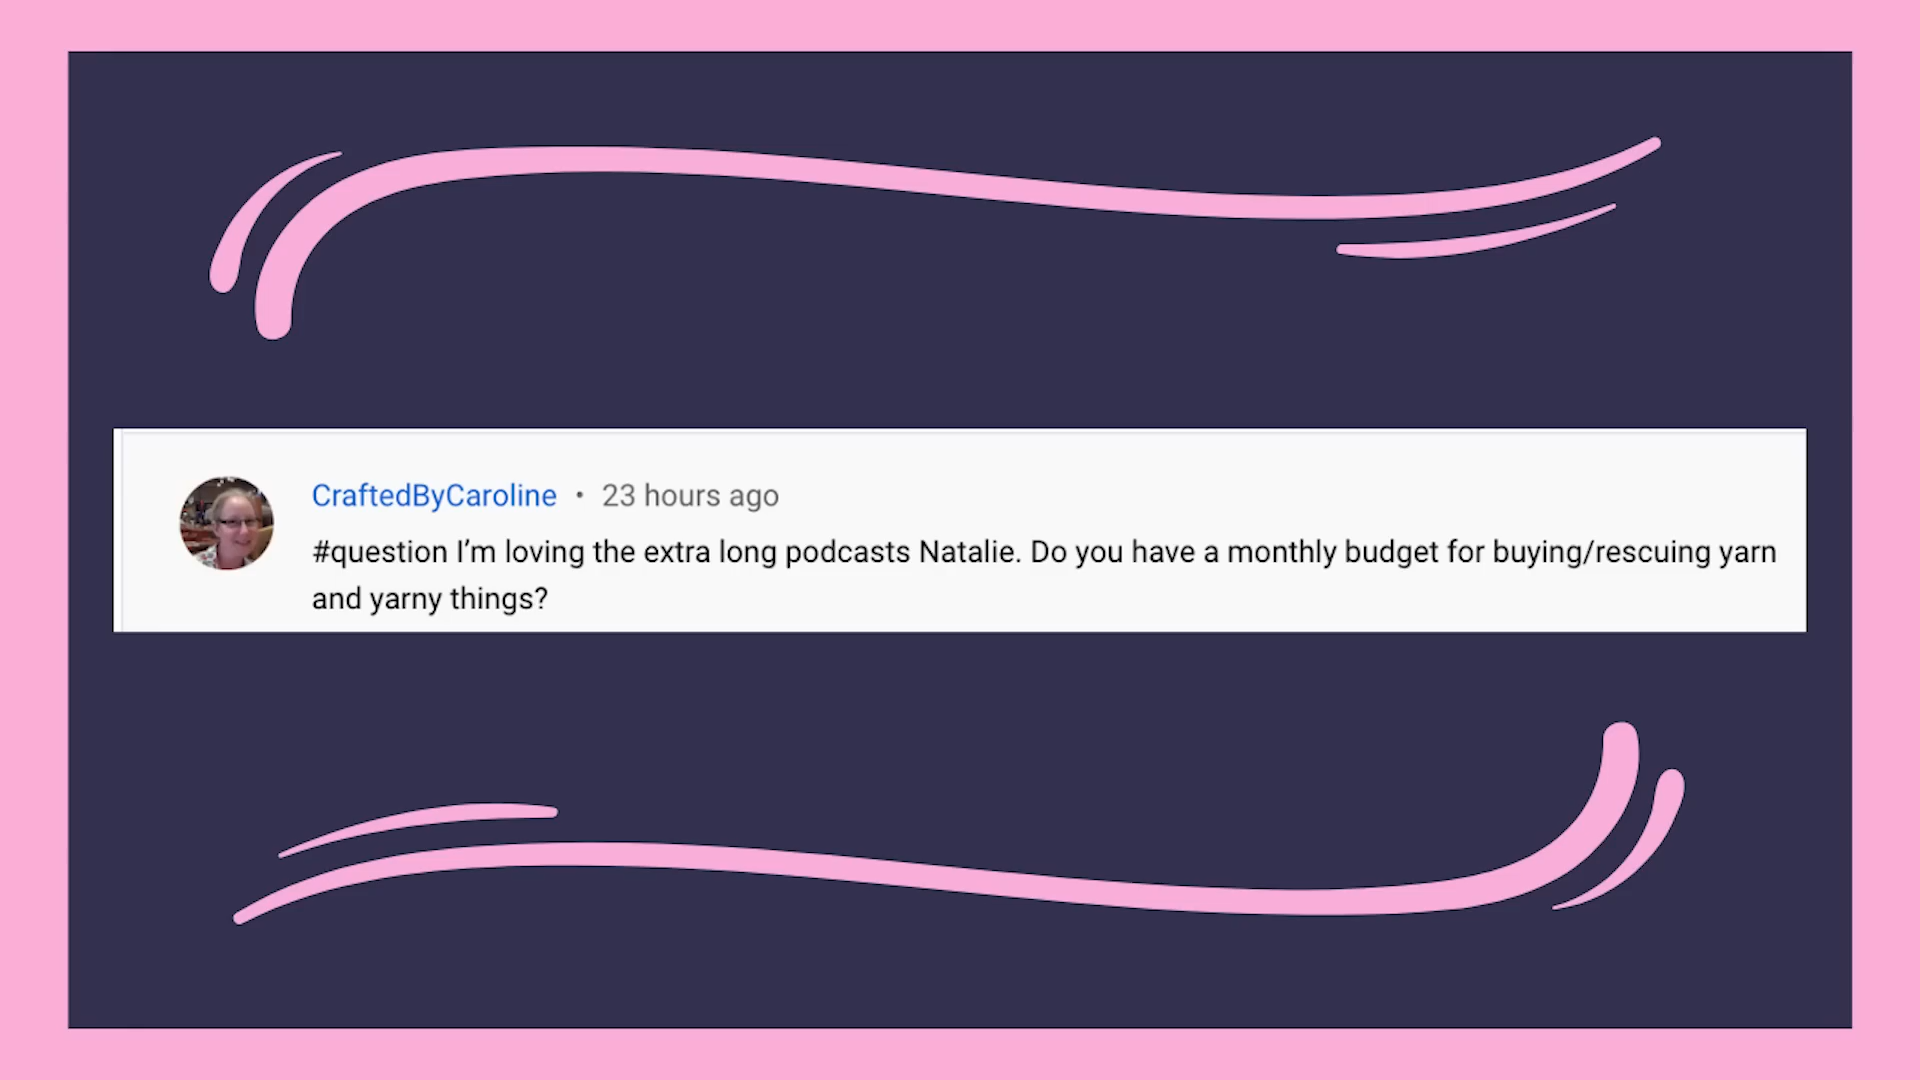 CraftedByCaroline • 23 hours ago
#question I’m loving the extra long podcasts Natalie. Do you have a monthly budget for buying/rescuing yarn
and yarny things?